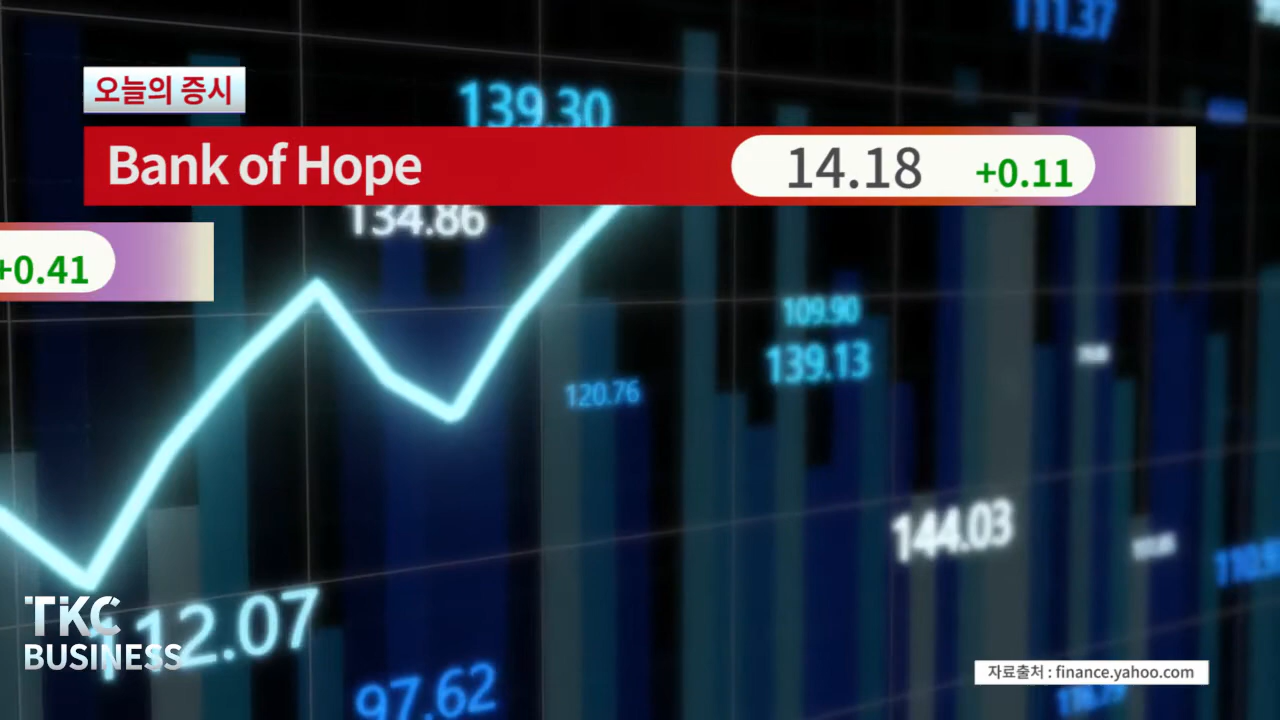 111.37
오늘의 증시
139.30
Bank of Hope 14.18 +0.11
134.86
+0.41
109.90
139.13
120.76
144.03
TKC
BUSINESS
112.07
97.62
자료출처 : finance.yahoo.com